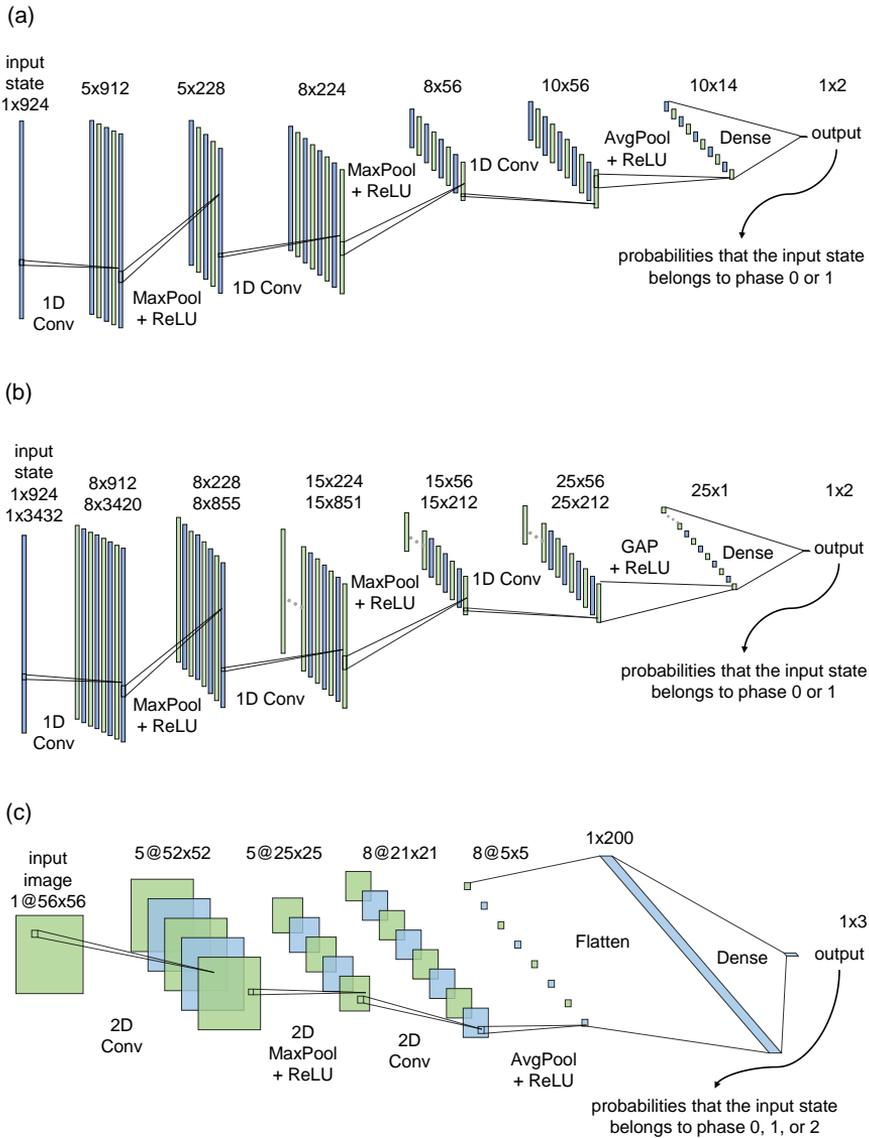 (a)
input
state
1x924
5x912
5x228
8x224
8x56
10x56
10x14
1x2
1D
Conv
MaxPool
+ ReLU
1D Conv
MaxPool
+ ReLU
1D Conv
AvgPool
+ ReLU
Dense
output
probabilities that the input state
belongs to phase 0 or 1
(b)
input
state
1x924
1x3432
8x912
8x3420
8x228
8x855
15x224
15x851
15x56
15x212
25x56
25x212
25x1
1x2
1D
Conv
MaxPool
+ ReLU
1D Conv
MaxPool
+ ReLU
1D Conv
GAP
+ ReLU
Dense
output
probabilities that the input state
belongs to phase 0 or 1
(c)
input
image
1@56x56
5@52x52
5@25x25
8@21x21
8@5x5
1x200
1x3
2D
Conv
2D
MaxPool
+ ReLU
2D
Conv
AvgPool
+ ReLU
Flatten
Dense
output
probabilities that the input state
belongs to phase 0, 1, or 2